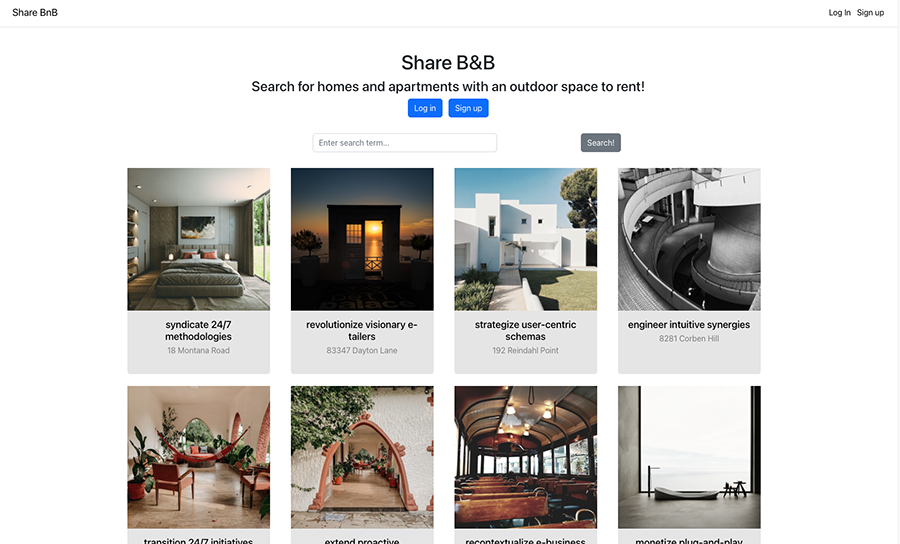 Share BnB
Log In Sign up
Share B&B
Search for homes and apartments with an outdoor space to rent!
Log in Sign up
Enter search term...
Search!
syndicate 24/7
methodologies
18 Montana Road
revolutionize visionary e-
tailers
83347 Dayton Lane
strategize user-centric
schemas
192 Reindahl Point
engineer intuitive synergies
8281 Corben Hill
transition 24/7 initiatives
extend proactive
recontextualize e-business
monetize plug-and-play